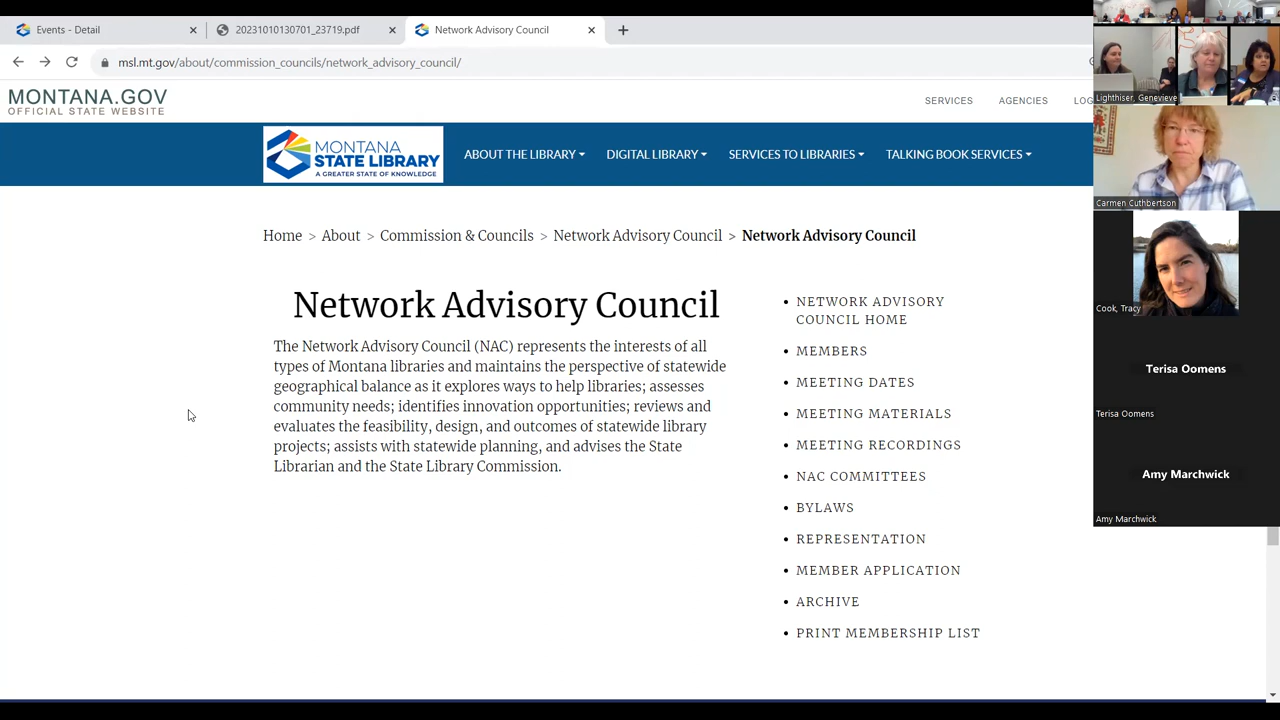 Events - Detail
20231010130701_23719.pdf
Network Advisory Council
msl.mt.gov/about/commission_councils/network_advisory_council/
MONTANA.GOV
OFFICIAL STATE WEBSITE
SERVICES
AGENCIES
LOG
MONTANA
STATE LIBRARY
A GREATER STATE OF KNOWLEDGE
ABOUT THE LIBRARY
DIGITAL LIBRARY
SERVICES TO LIBRARIES
TALKING BOOK SERVICES
Home > About > Commission & Councils > Network Advisory Council > Network Advisory Council
Network Advisory Council
The Network Advisory Council (NAC) represents the interests of all
types of Montana libraries and maintains the perspective of statewide
geographical balance as it explores ways to help libraries; assesses
community needs; identifies innovation opportunities; reviews and
evaluates the feasibility, design, and outcomes of statewide library
projects; assists with statewide planning, and advises the State
Librarian and the State Library Commission.
• NETWORK ADVISORY
COUNCIL HOME
• MEMBERS
• MEETING DATES
• MEETING MATERIALS
• MEETING RECORDINGS
• NAC COMMITTEES
• BYLAWS
• REPRESENTATION
• MEMBER APPLICATION
• ARCHIVE
• PRINT MEMBERSHIP LIST
Lighthiser, Genevieve
Carmen Cuthbertson
Cook, Tracy
Terisa Oomens
Terisa Oomens
Amy Marchwick
Amy Marchwick